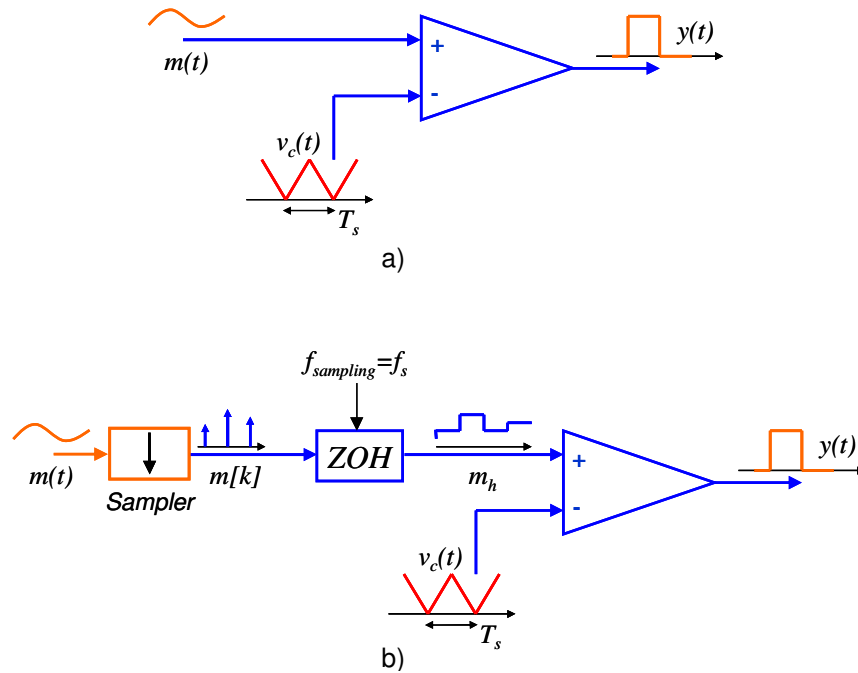 y(t)
+
m(t)
-
v_c(t)
T_s
a)
f_sampling=f_s
y(t)
ZOH
+
m(t)
m[k]
m_h
Sampler
-
v_c(t)
T_s
b)